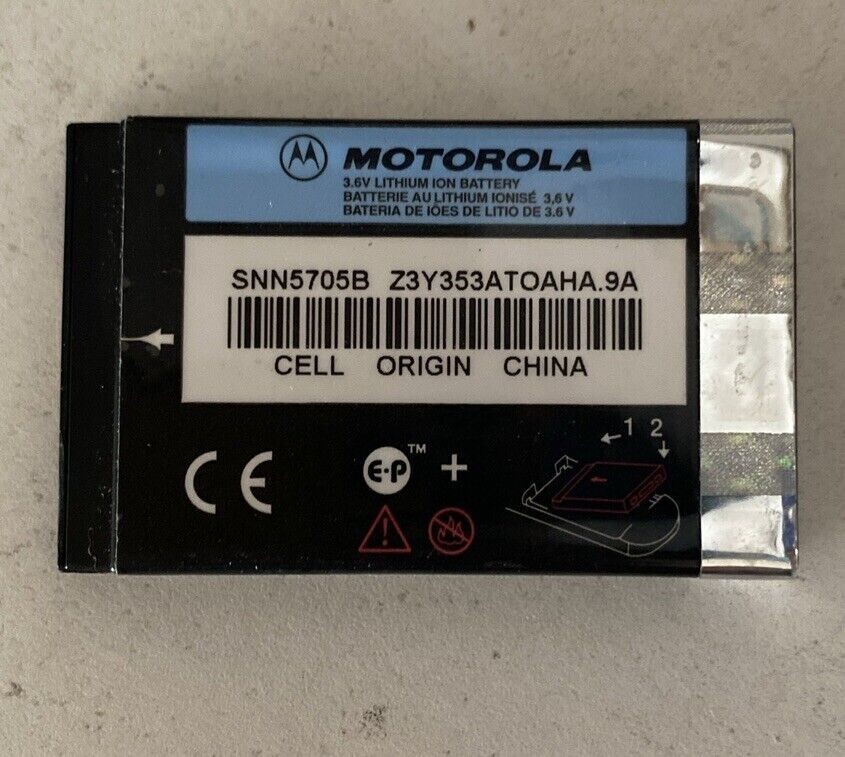 MOTOROLA
3.6V LITHIUM ION BATTERY
BATTERIE AU LITHIUM IONISÉ 3,6 V
BATERIA DE IÕES DE LITIO DE 3.6 V
SNN5705B Z3Y353ATOAHA.9A
CELL ORIGIN CHINA
1 2
CE E·P™ +